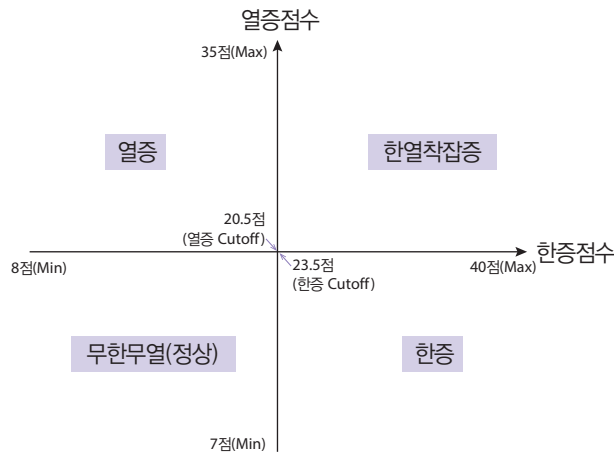 열증점수
35점(Max)
열증
한열착잡증
20.5점
(열증 Cutoff)
한증점수
8점(Min)
23.5점
(한증 Cutoff)
40점(Max)
무한무열(정상)
한증
7점(Min)